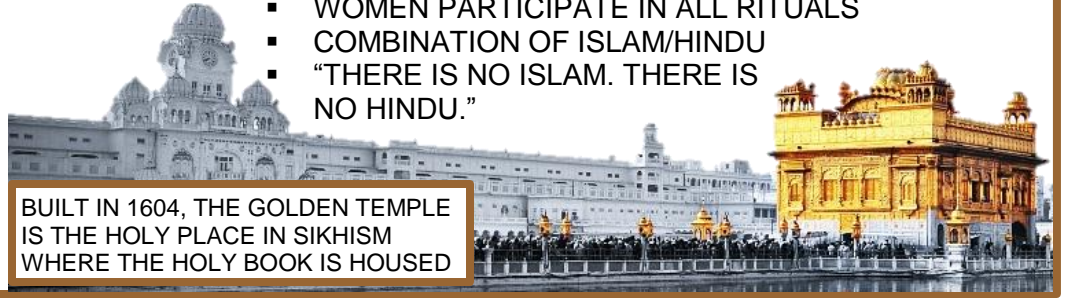 ▪ WOMEN PARTICIPATE IN ALL RITUALS
▪ COMBINATION OF ISLAM/HINDU
▪ “THERE IS NO ISLAM. THERE IS
NO HINDU.”
BUILT IN 1604, THE GOLDEN TEMPLE
IS THE HOLY PLACE IN SIKHISM
WHERE THE HOLY BOOK IS HOUSED